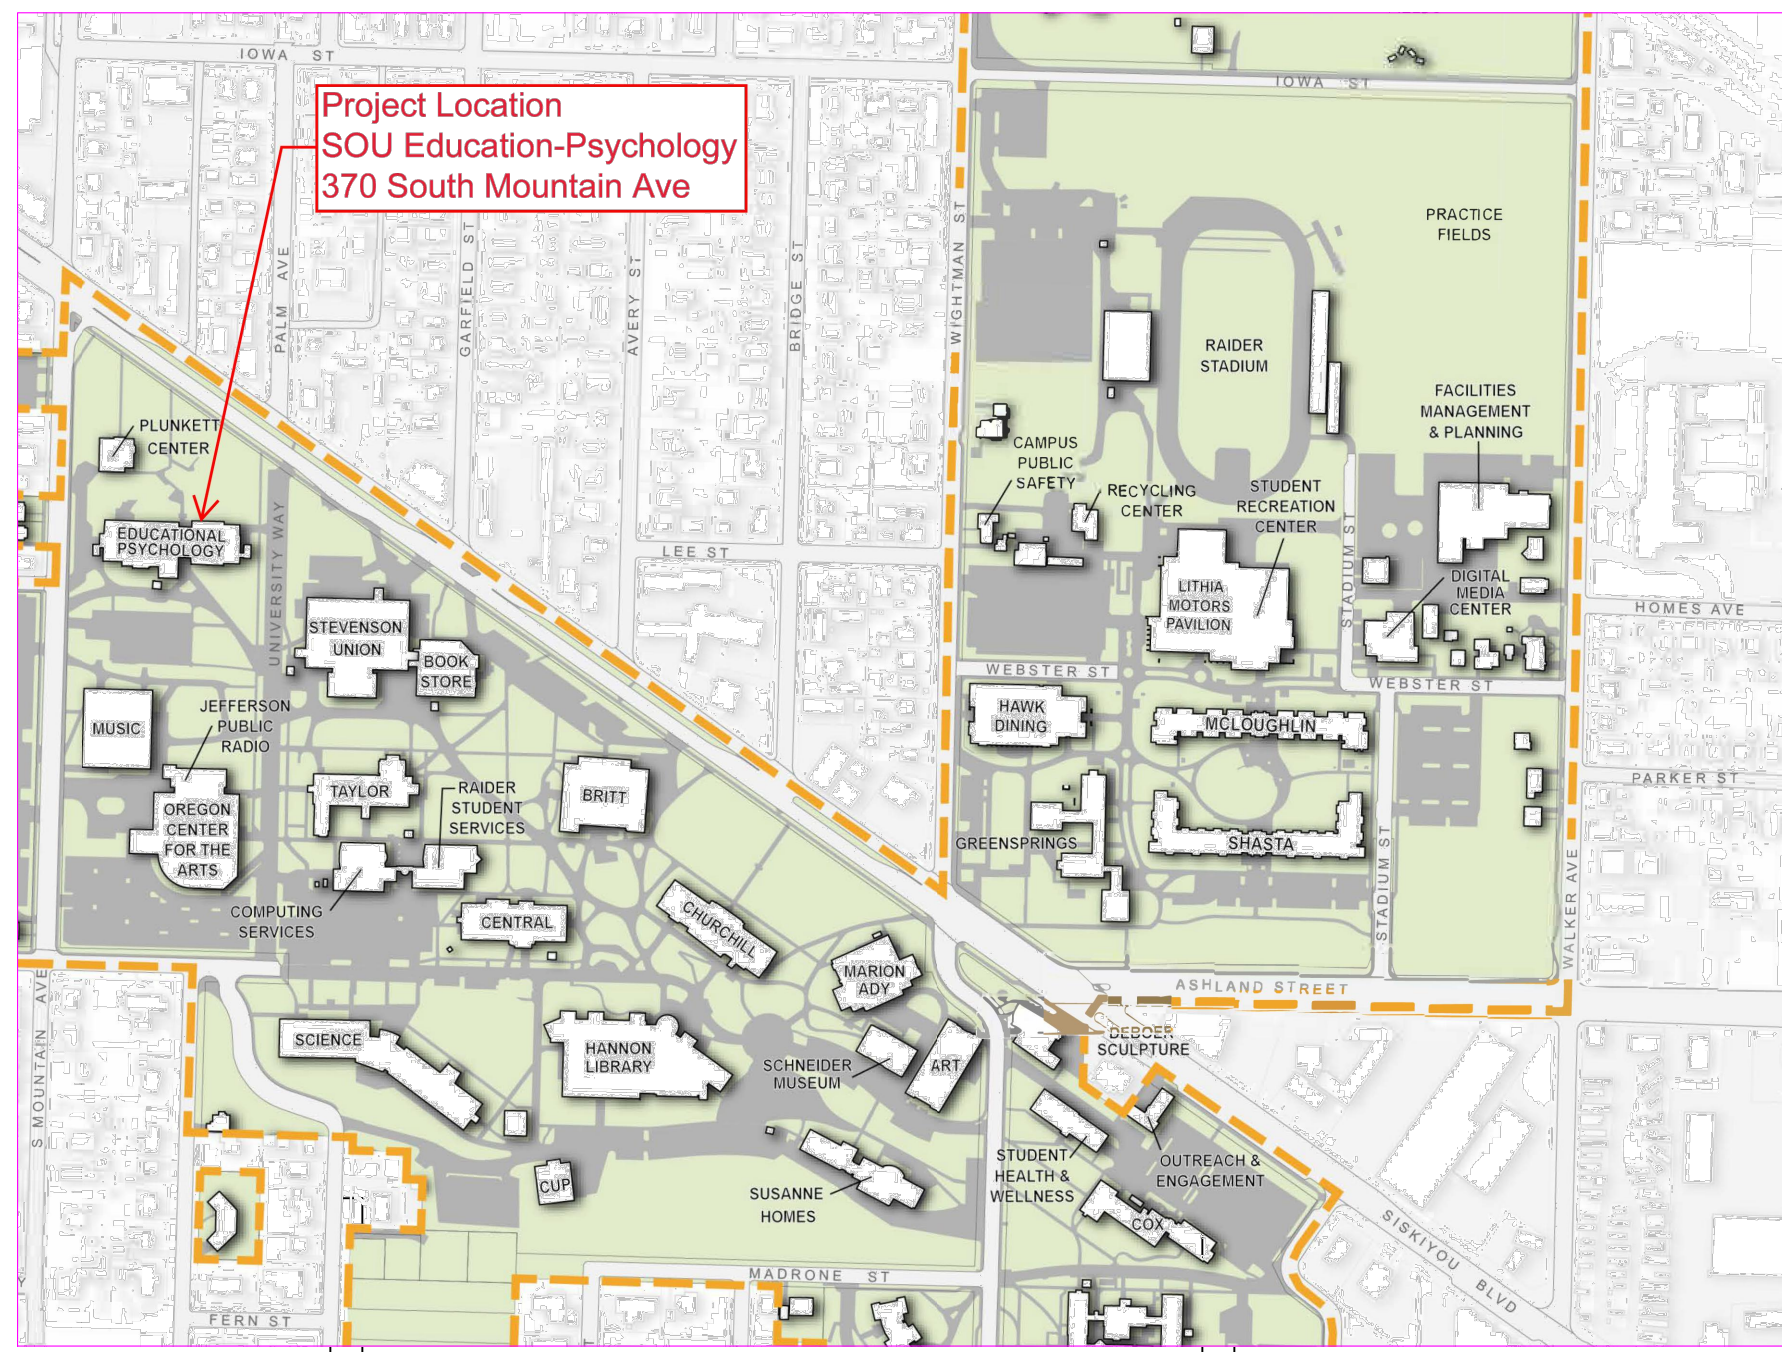 IOWA ST
IOWA ST
Project Location
SOU Education-Psychology
370 South Mountain Ave
PALM AVE
GARFIELD ST
AVERY ST
BRIDGE ST
WIGHTMAN ST
PRACTICE
FIELDS
RAIDER
STADIUM
FACILITIES
MANAGEMENT
& PLANNING
PLUNKETT
CENTER
CAMPUS
PUBLIC
SAFETY
RECYCLING
CENTER
STUDENT
RECREATION
CENTER
EDUCATIONAL
PSYCHOLOGY
UNIVERSITY WAY
LEE ST
STADIUM ST
LITHIA
MOTORS
PAVILION
DIGITAL
MEDIA
CENTER
HOMES AVE
STEVENSON
UNION
BOOK
STORE
WEBSTER ST
WEBSTER ST
MUSIC
JEFFERSON
PUBLIC
RADIO
HAWK
DINING
MCLOUGHLIN
PARKER ST
TAYLOR
RAIDER
STUDENT
SERVICES
BRITT
OREGON
CENTER
FOR THE
ARTS
GREENSPRINGS
SHASTA
STADIUM ST
WALKER AVE
COMPUTING
SERVICES
CENTRAL
CHURCHILL
MARION
ADY
ASHLAND STREET
S MOUNTAIN AVE
SCIENCE
HANNON
LIBRARY
SCHNEIDER
MUSEUM
ART
DEBOER
SCULPTURE
CUP
SUSANNE
HOMES
STUDENT
HEALTH &
WELLNESS
OUTREACH &
ENGAGEMENT
COX
SISKIYOU BLVD
MADRONE ST
FERN ST